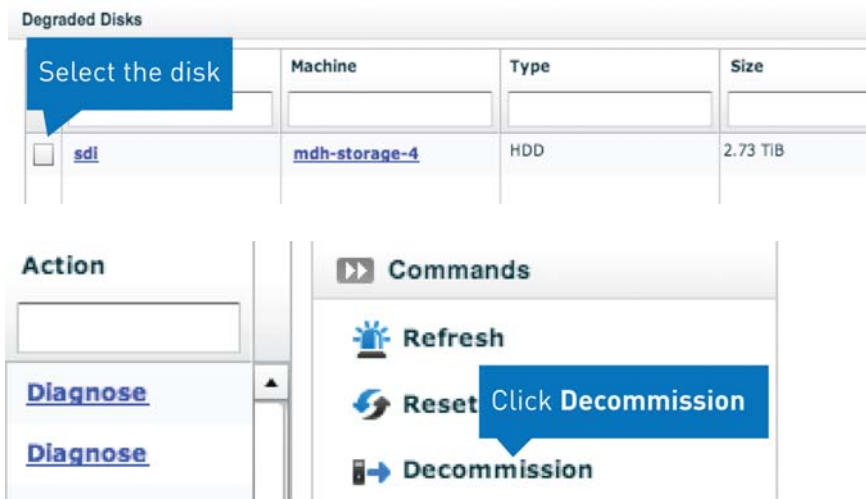 Degraded Disks
Select the disk
Machine
Type
Size
sdi
mdh-storage-4
HDD
2.73 TiB
Action
Commands
Refresh
Diagnose
Reset
Click Decommission
Diagnose
Decommission